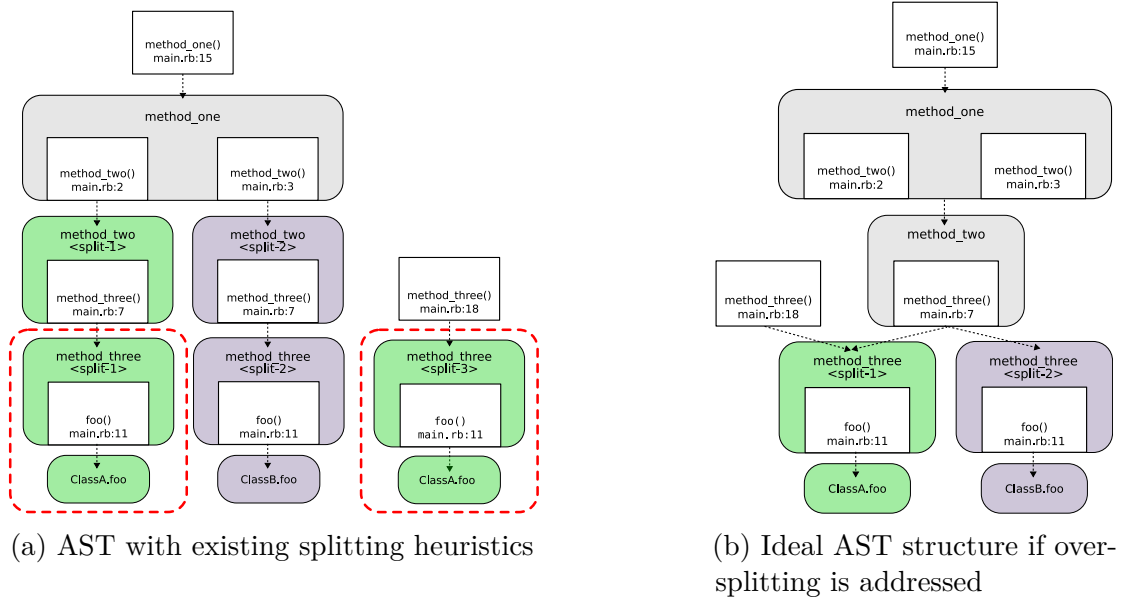 method_one()
main.rb:15
method_one
method_two()
main.rb:2
method_two()
main.rb:3
method_two
<split-1>
method_two
<split-2>
method_three()
main.rb:7
method_three()
main.rb:7
method_three()
main.rb:18
method_three
<split-1>
method_three
<split-2>
method_three
<split-3>
foo()
main.rb:11
foo()
main.rb:11
foo()
main.rb:11
ClassA.foo
ClassB.foo
ClassA.foo
(a) AST with existing splitting heuristics
method_one()
main.rb:15
method_one
method_two()
main.rb:2
method_two()
main.rb:3
method_two
method_three()
main.rb:18
method_three()
main.rb:7
method_three
<split-1>
method_three
<split-2>
foo()
main.rb:11
foo()
main.rb:11
ClassA.foo
ClassB.foo
(b) Ideal AST structure if over-
splitting is addressed